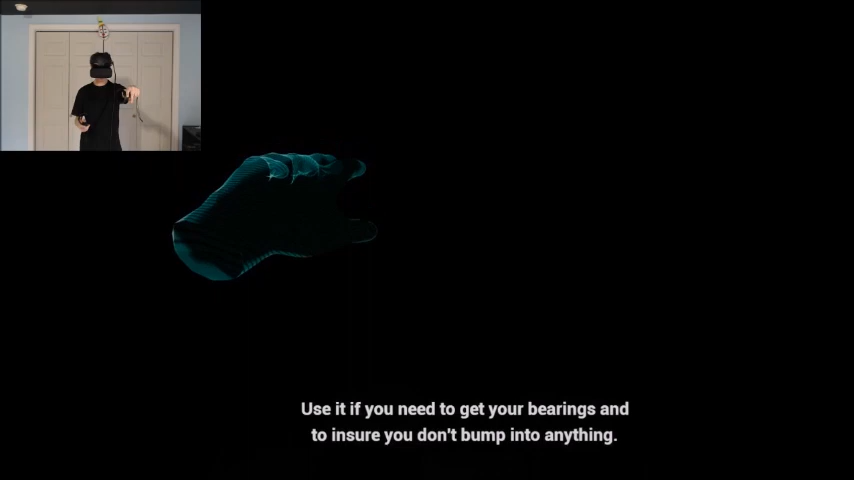 Use it if you need to get your bearings and
to insure you don't bump into anything.